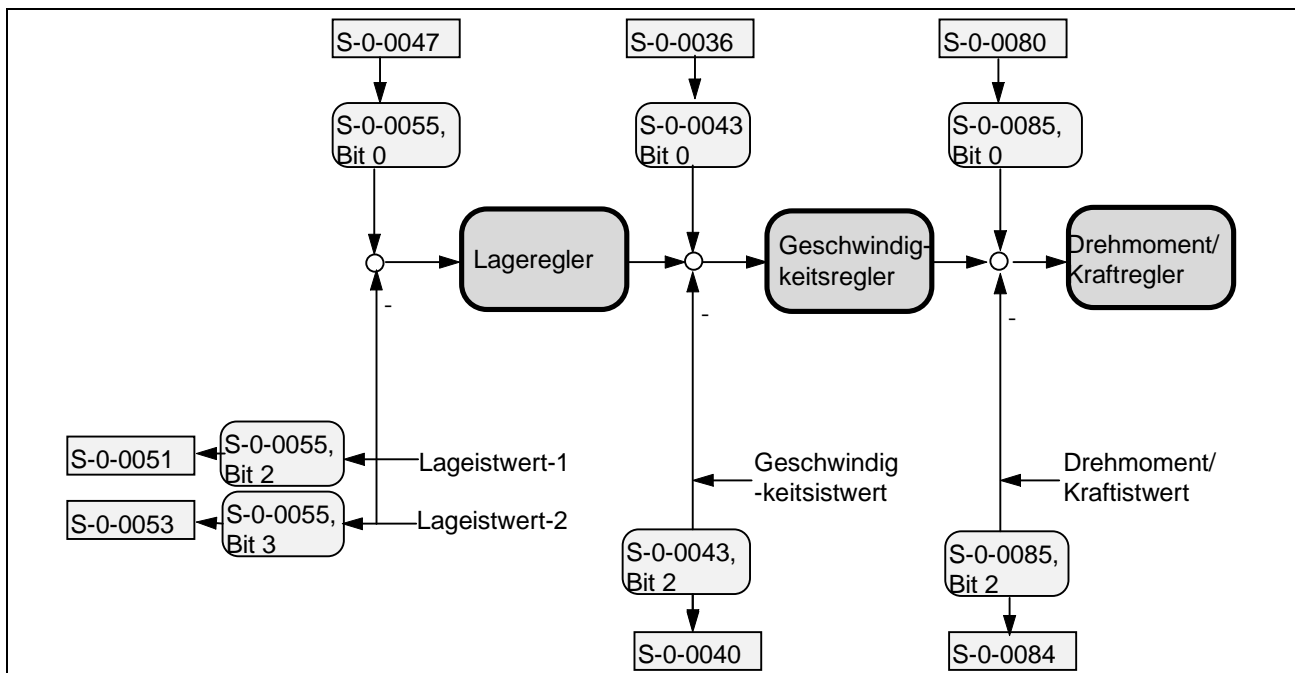 S-0-0047
S-0-0036
S-0-0080
S-0-0055,
Bit 0
S-0-0043
Bit 0
S-0-0085,
Bit 0
Lageregler
Geschwindig-
keitsregler
Drehmoment/
Kraftregler
-
-
-
S-0-0051
S-0-0055,
Bit 2
Lageistwert-1
S-0-0053
S-0-0055,
Bit 3
Lageistwert-2
Geschwindig
-keitsistwert
Drehmoment/
Kraftistwert
S-0-0043,
Bit 2
S-0-0085,
Bit 2
S-0-0040
S-0-0084